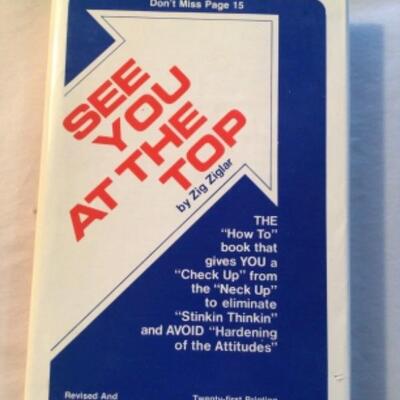 Don't Miss Page 15
SEE
YOU
AT THE
TOP
by Zig Ziglar
THE
"How To"
book that
gives YOU a
"Check Up" from
the "Neck Up"
to eliminate
"Stinkin Thinkin"
and AVOID "Hardening
of the Attitudes"
Revised And
Twenty-first Printing